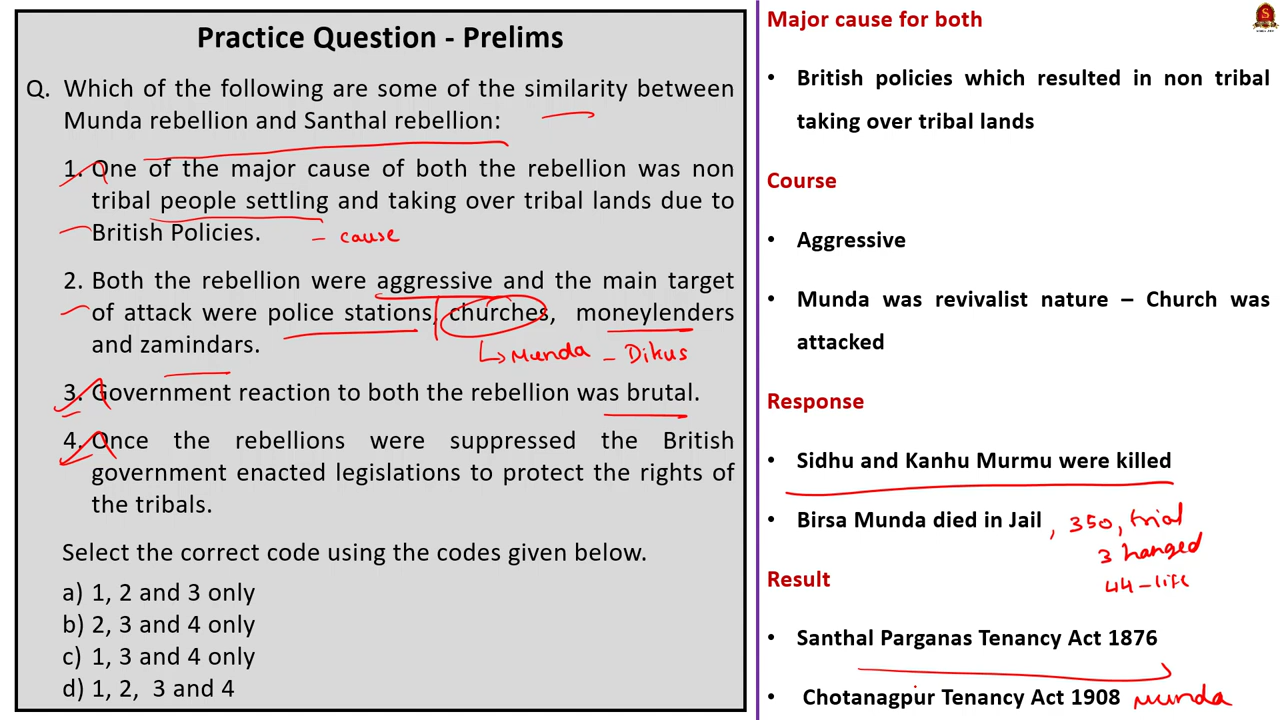 Practice Question - Prelims
Q. Which of the following are some of the similarity between
Munda rebellion and Santhal rebellion:
1. One of the major cause of both the rebellion was non
tribal people settling and taking over tribal lands due to
British Policies.
– cause
2. Both the rebellion were aggressive and the main target
of attack were police stations, churches, moneylenders
and zamindars.
Munda – Dikus
3. Government reaction to both the rebellion was brutal.
4. Once the rebellions were suppressed the British
government enacted legislations to protect the rights of
the tribals.
Select the correct code using the codes given below.
a) 1, 2 and 3 only
b) 2, 3 and 4 only
c) 1, 3 and 4 only
d) 1, 2, 3 and 4
Major cause for both
• British policies which resulted in non tribal
taking over tribal lands
Course
• Aggressive
• Munda was revivalist nature – Church was
attacked
Response
• Sidhu and Kanhu Murmu were killed
• Birsa Munda died in Jail , 350, trial
3 hanged
44 – life
Result
• Santhal Parganas Tenancy Act 1876
• Chotanagpur Tenancy Act 1908 Munda